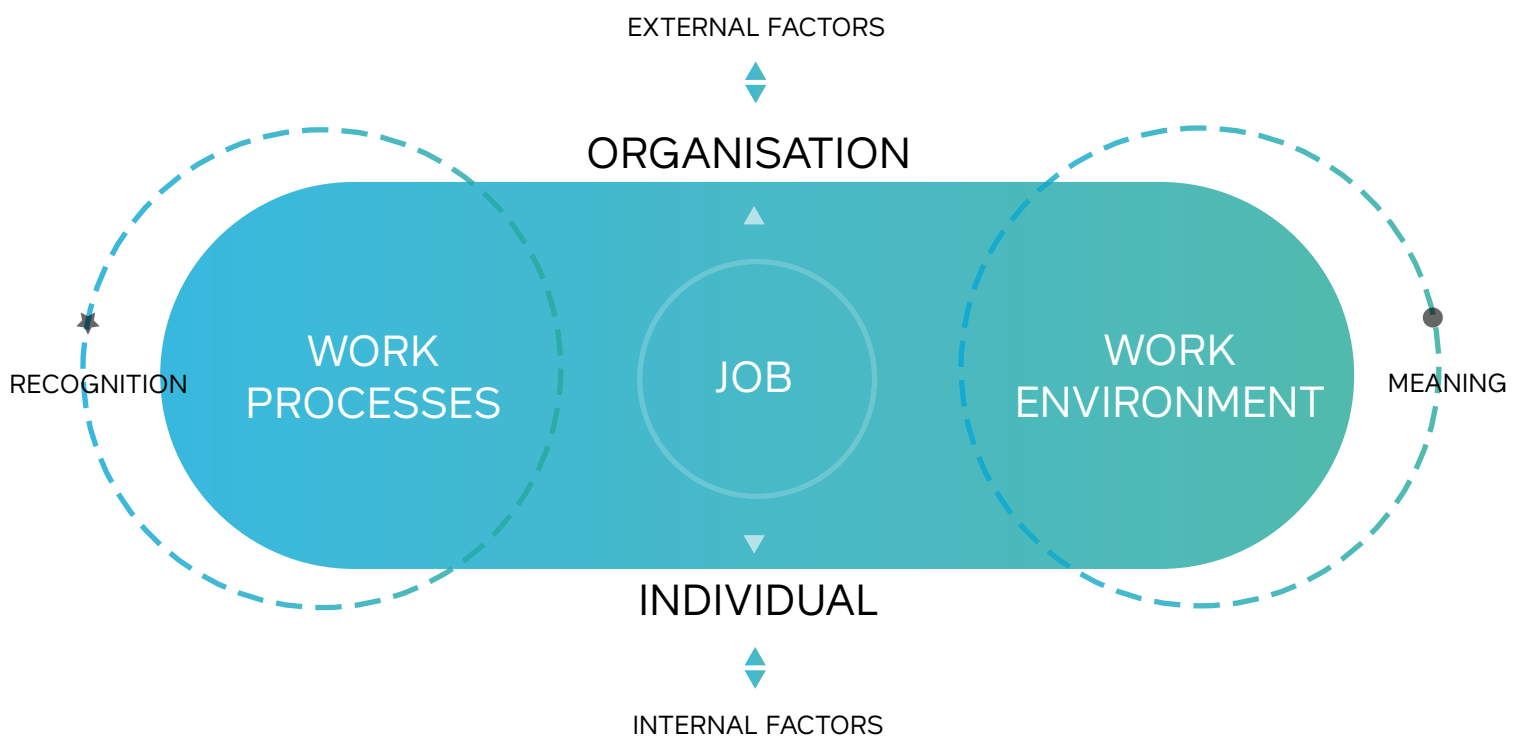 EXTERNAL FACTORS
ORGANISATION
WORK
PROCESSES
JOB
WORK
ENVIRONMENT
RECOGNITION
MEANING
INDIVIDUAL
INTERNAL FACTORS